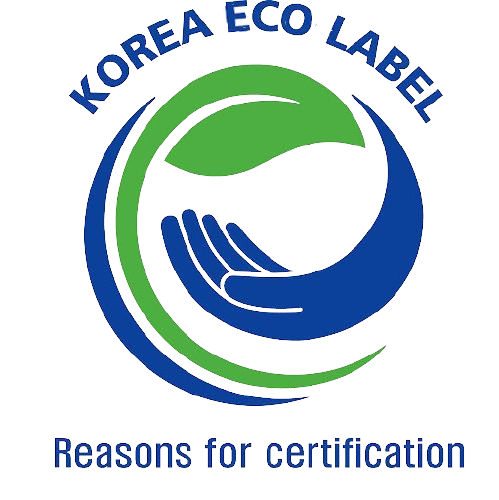 KOREA ECO LABEL
Reasons for certification